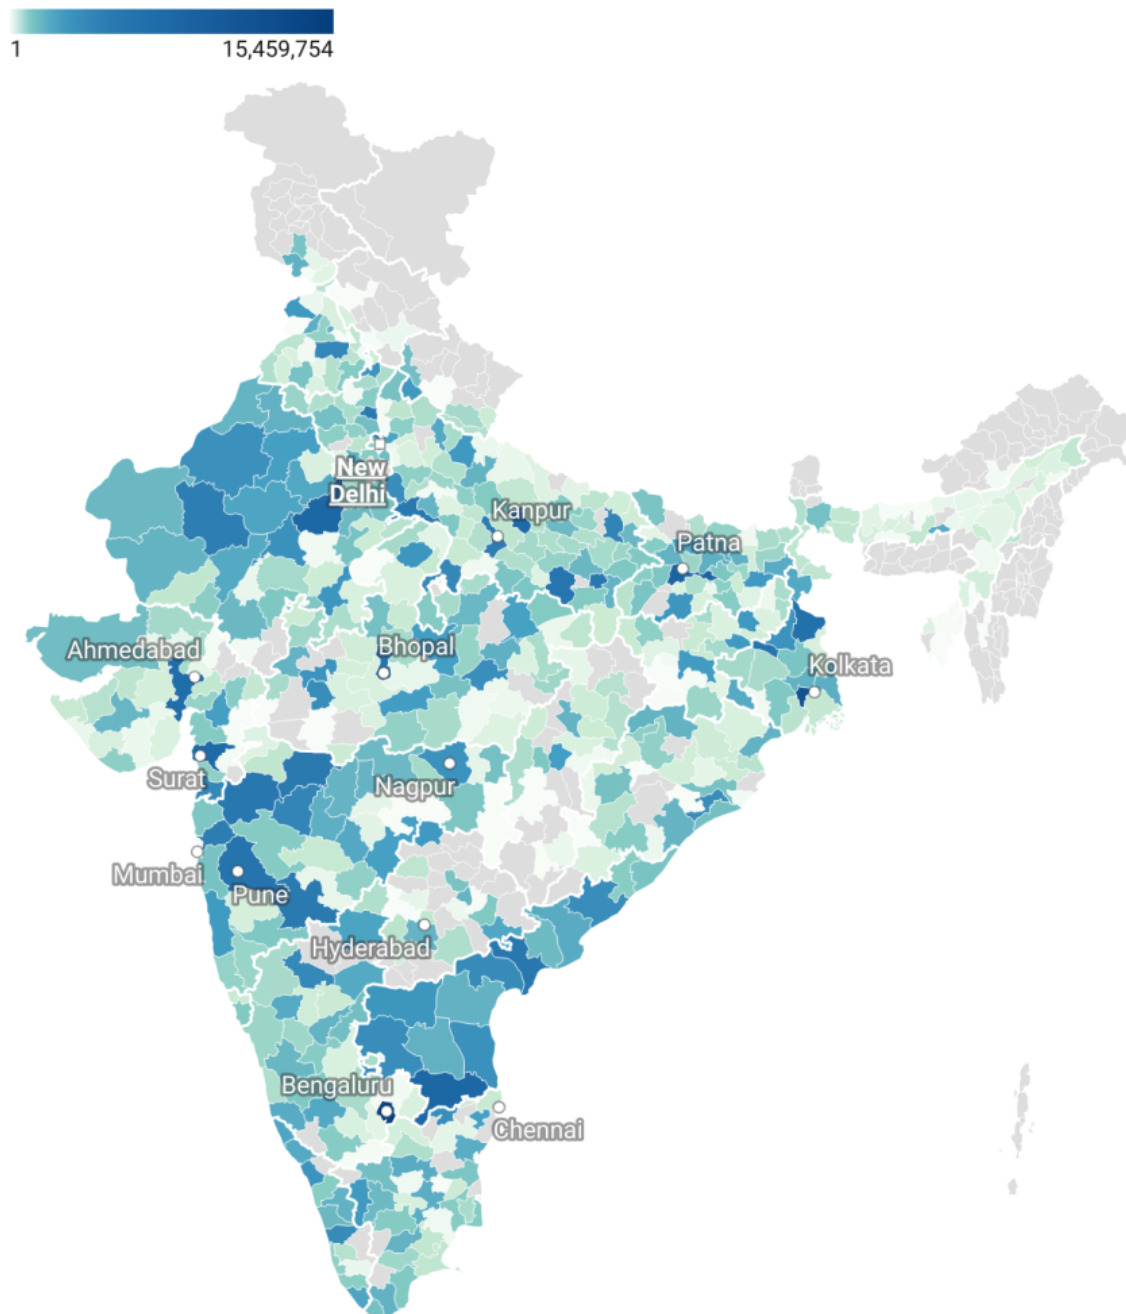 1 15,459,754
New
Delhi
Kanpur
Patna
Ahmedabad
Bhopal
Kolkata
Surat
Nagpur
Mumbai
Pune
Hyderabad
Bengaluru
Chennai